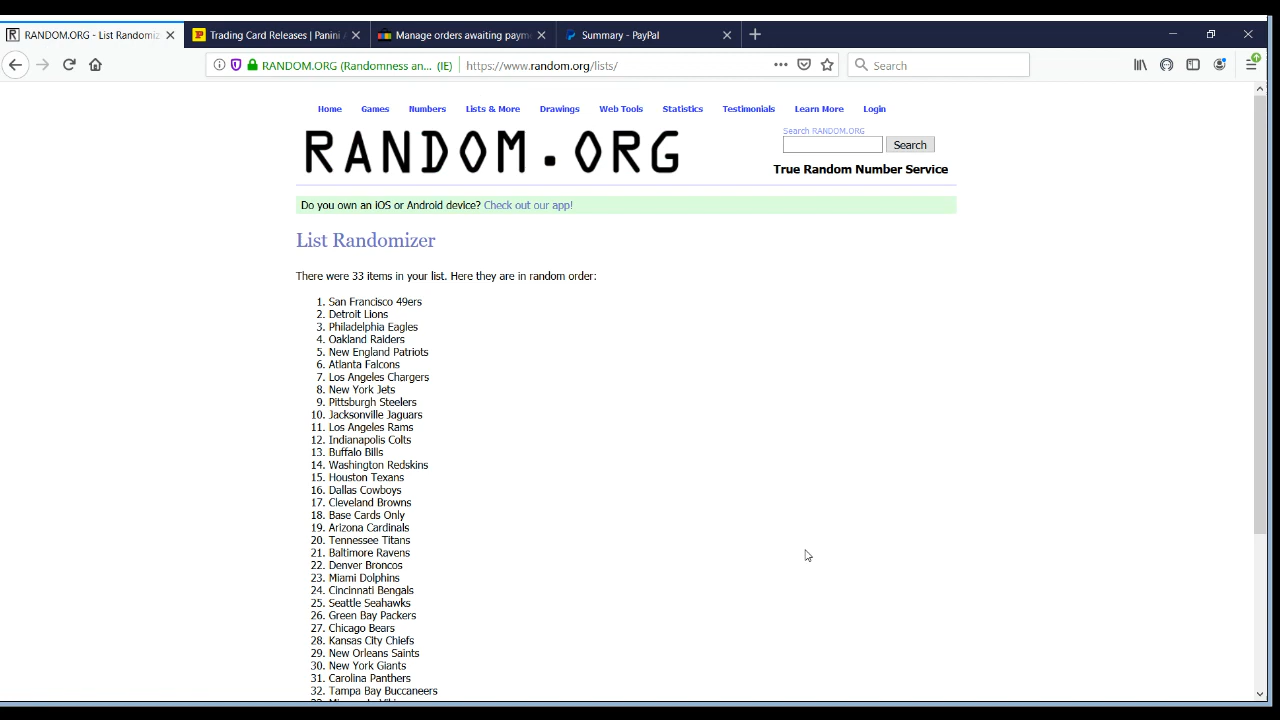 RANDOM.ORG - List Randomiz
Trading Card Releases | Panini
Manage orders awaiting paym
Summary - PayPal
RANDOM.ORG (Randomness an... (IE)
https://www.random.org/lists/
Search
Home Games Numbers Lists & More Drawings Web Tools Statistics Testimonials Learn More Login
RANDOM.ORG
Search RANDOM.ORG
Search
True Random Number Service
Do you own an iOS or Android device? Check out our app!
List Randomizer
There were 33 items in your list. Here they are in random order:
1. San Francisco 49ers
2. Detroit Lions
3. Philadelphia Eagles
4. Oakland Raiders
5. New England Patriots
6. Atlanta Falcons
7. Los Angeles Chargers
8. New York Jets
9. Pittsburgh Steelers
10. Jacksonville Jaguars
11. Los Angeles Rams
12. Indianapolis Colts
13. Buffalo Bills
14. Washington Redskins
15. Houston Texans
16. Dallas Cowboys
17. Cleveland Browns
18. Base Cards Only
19. Arizona Cardinals
20. Tennessee Titans
21. Baltimore Ravens
22. Denver Broncos
23. Miami Dolphins
24. Cincinnati Bengals
25. Seattle Seahawks
26. Green Bay Packers
27. Chicago Bears
28. Kansas City Chiefs
29. New Orleans Saints
30. New York Giants
31. Carolina Panthers
32. Tampa Bay Buccaneers